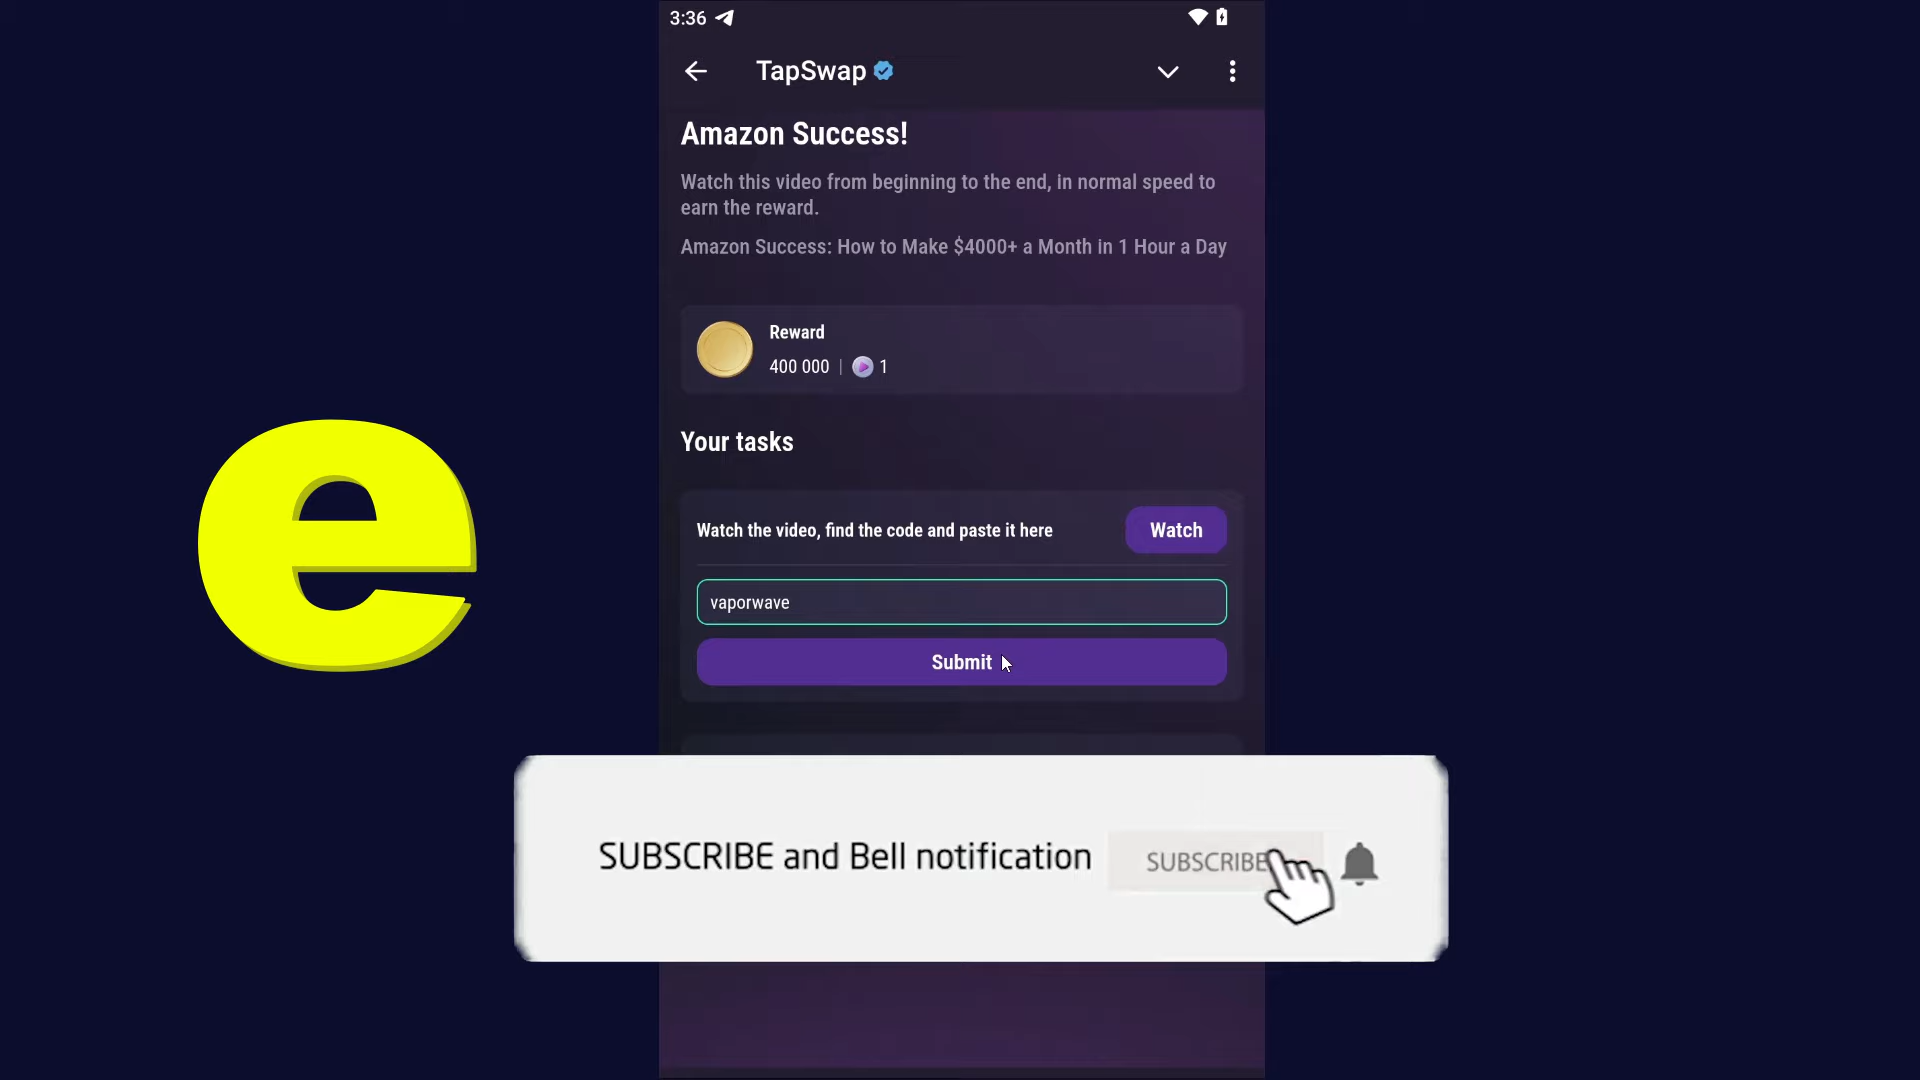 3:36
TapSwap
Amazon Success!
Watch this video from beginning to the end, in normal speed to
earn the reward.
Amazon Success: How to Make $4000+ a Month in 1 Hour a Day
Reward
400 000 | 1
Your tasks
e
Watch the video, find the code and paste it here
Watch
vaporwave
Submit
SUBSCRIBE and Bell notification
SUBSCRIBE